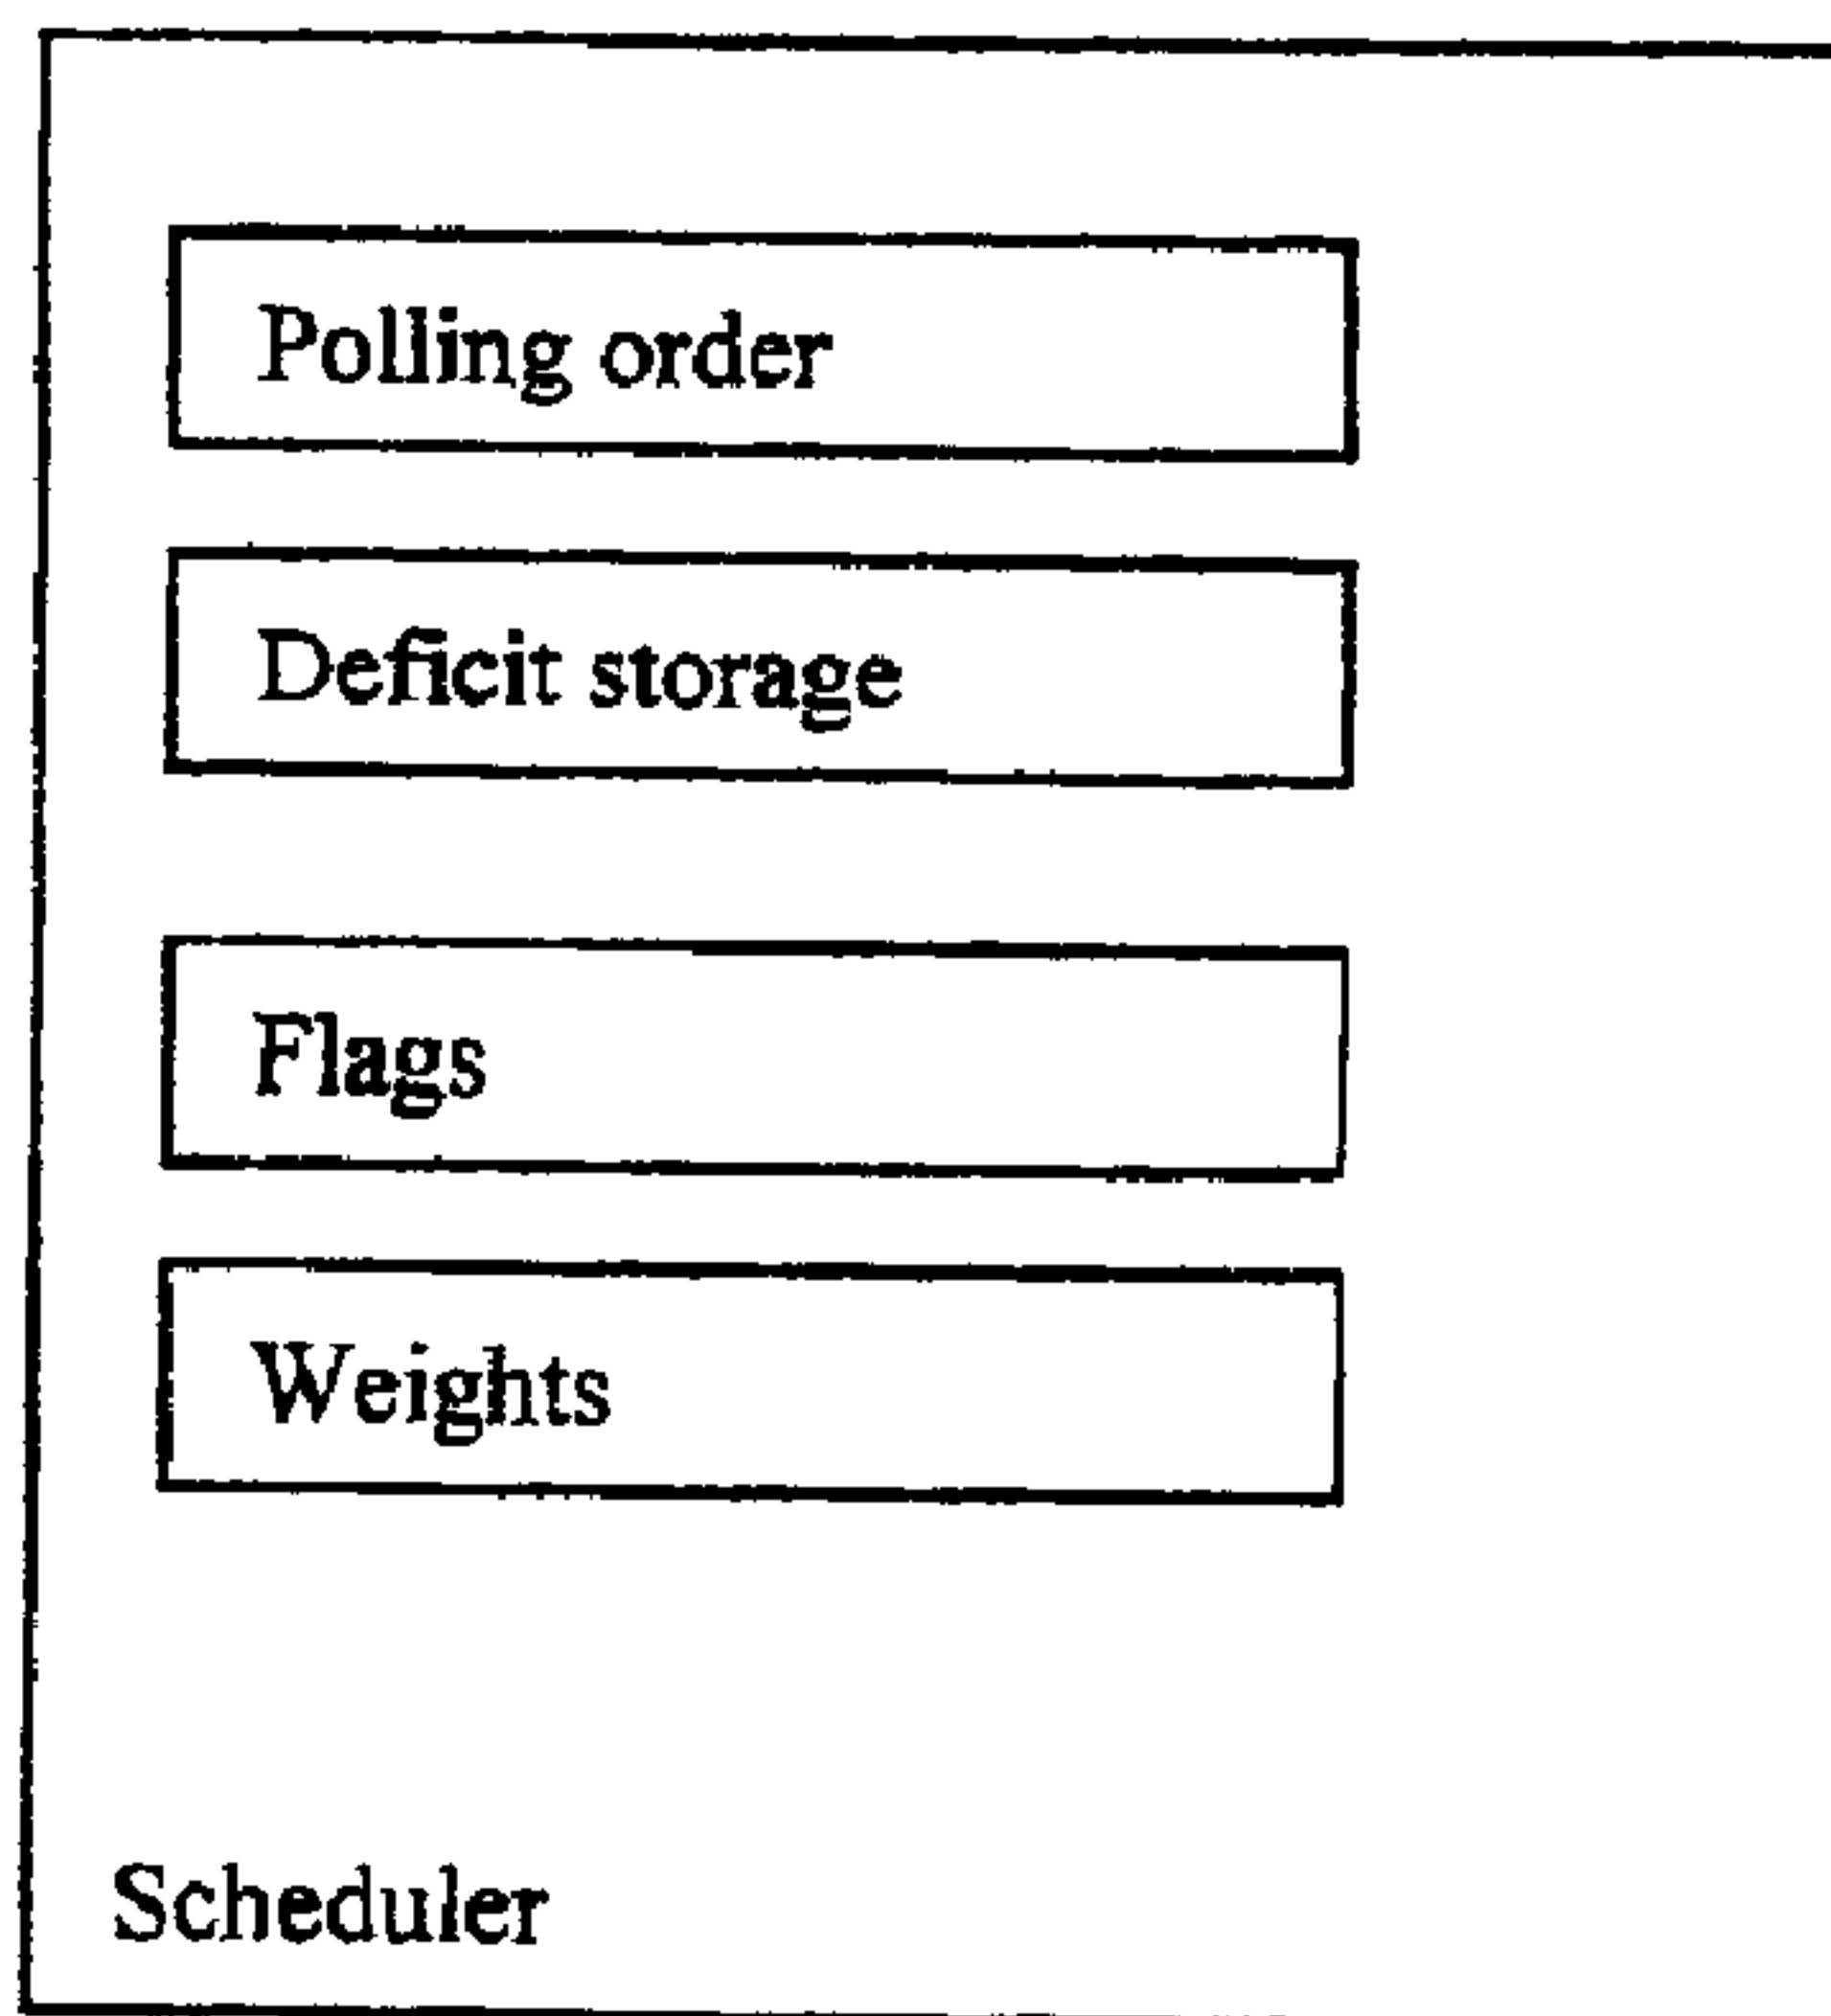 Polling order
Deficit storage
Flags
Weights
Scheduler